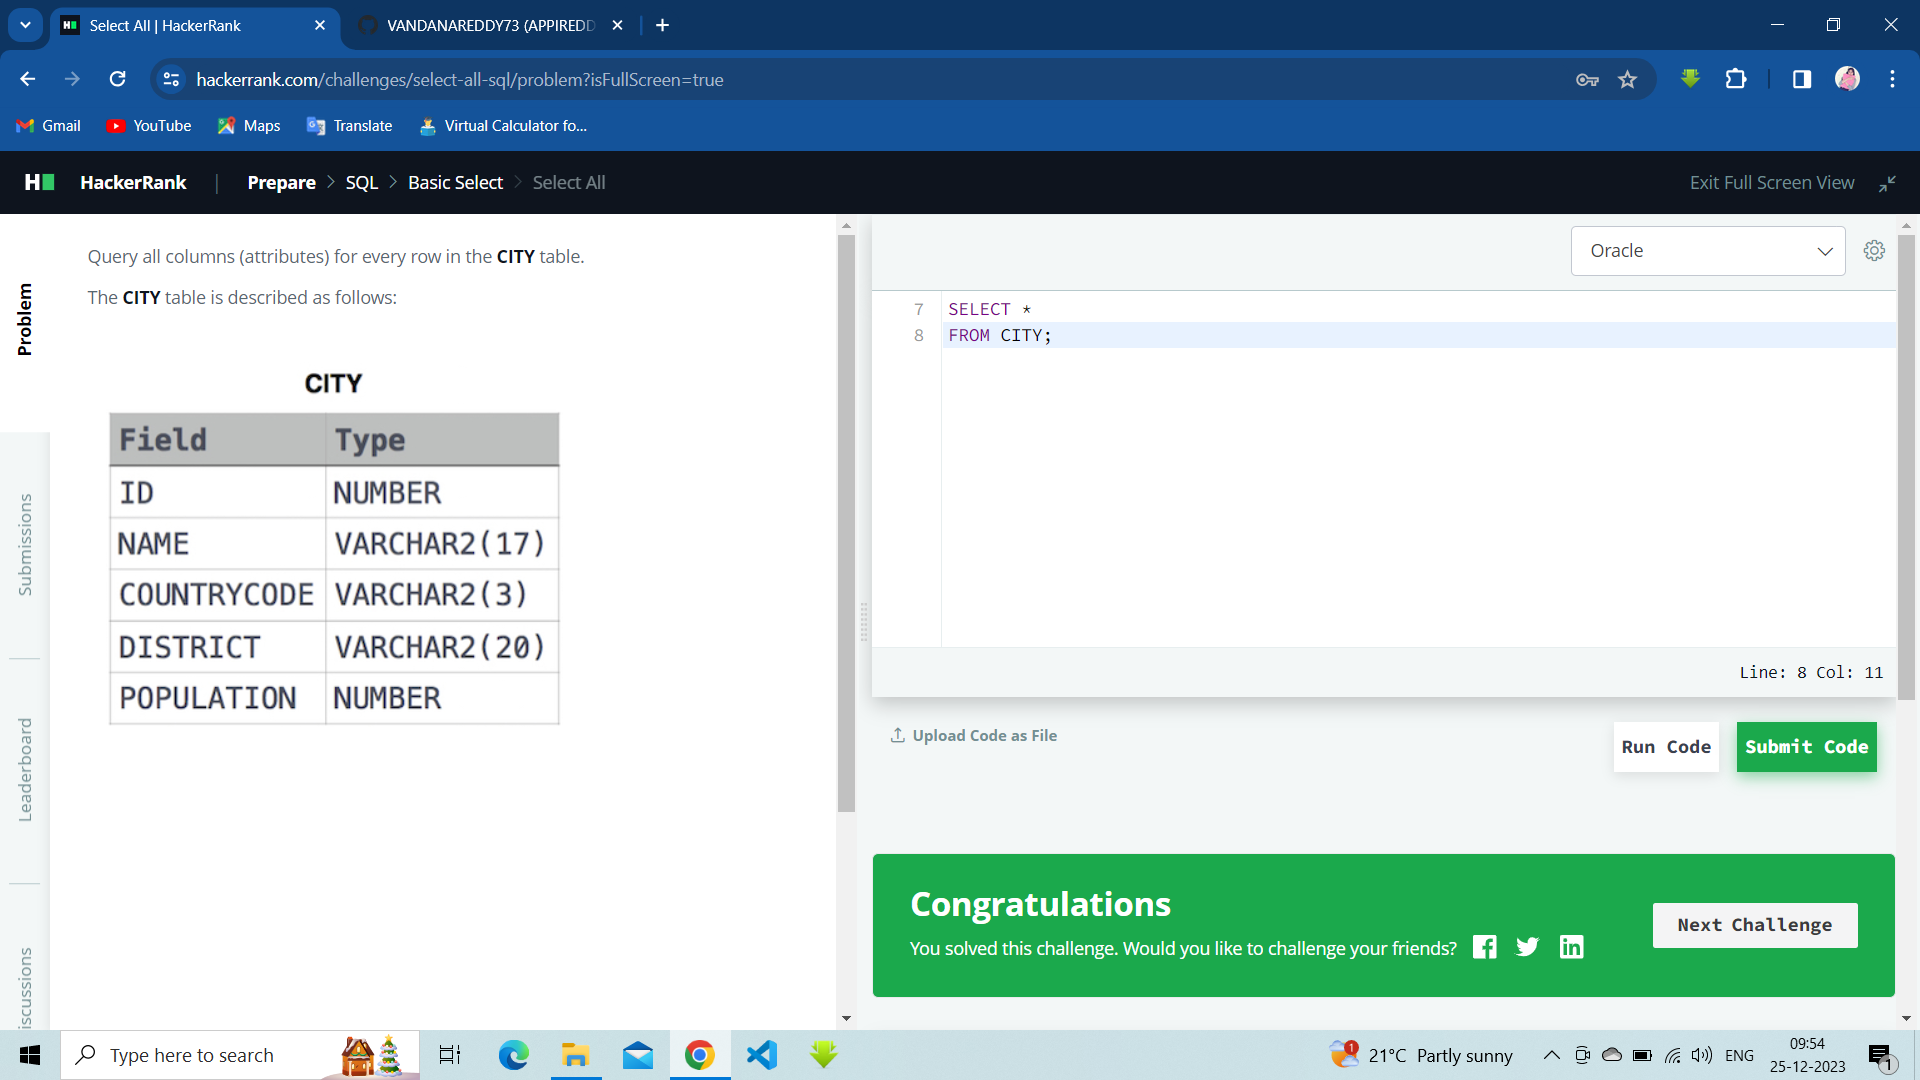 Select All | HackerRank
VANDANAREDDY73 (APPIREDD
hackerrank.com/challenges/select-all-sql/problem?isFullScreen=true
Gmail
YouTube
Maps
Translate
Virtual Calculator fo...
H
HackerRank
Prepare
SQL
Basic Select
Select All
Exit Full Screen View
Problem
Submissions
Leaderboard
iscussions
Query all columns (attributes) for every row in the CITY table.
The CITY table is described as follows:
CITY
Field Type
ID NUMBER
NAME VARCHAR2(17)
COUNTRYCODE VARCHAR2(3)
DISTRICT VARCHAR2(20)
POPULATION NUMBER
Oracle
7 SELECT *
8 FROM CITY;
Line: 8 Col: 11
Upload Code as File
Run Code
Submit Code
Congratulations
You solved this challenge. Would you like to challenge your friends?
Next Challenge
Type here to search
1
21°C Partly sunny
ENG
09:54
25-12-2023
1